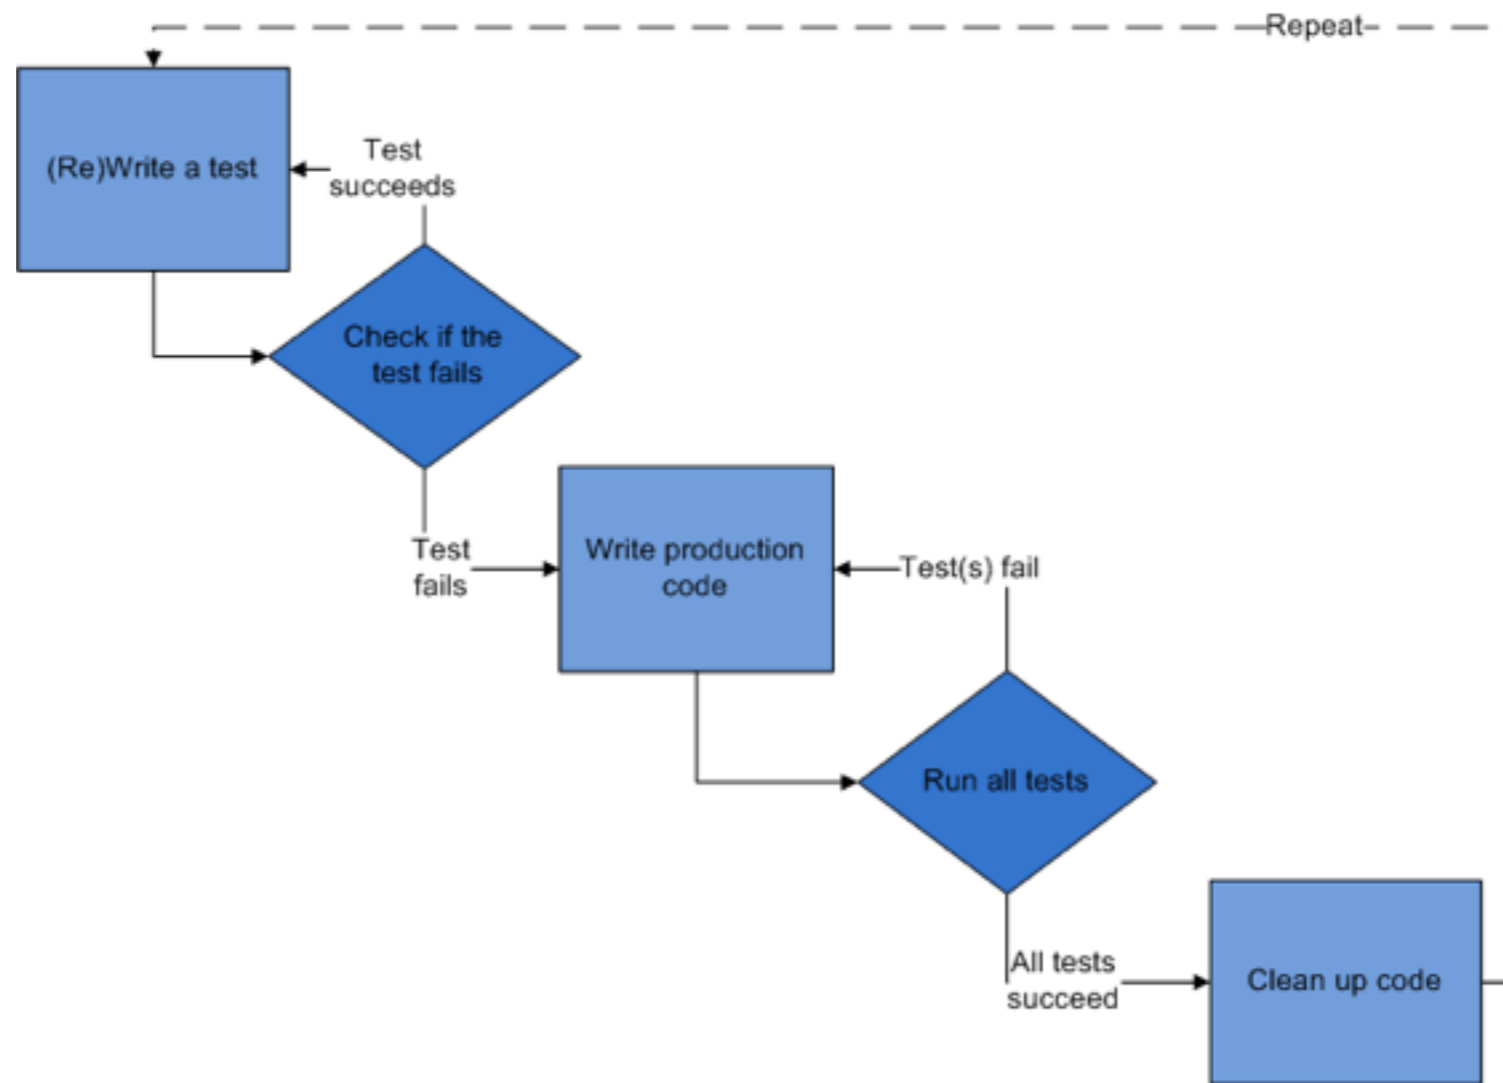 Repeat
(Re)Write a test
Test
succeeds
Check if the
test fails
Test
fails
Write production
code
Test(s) fail
Run all tests
All tests
succeed
Clean up code